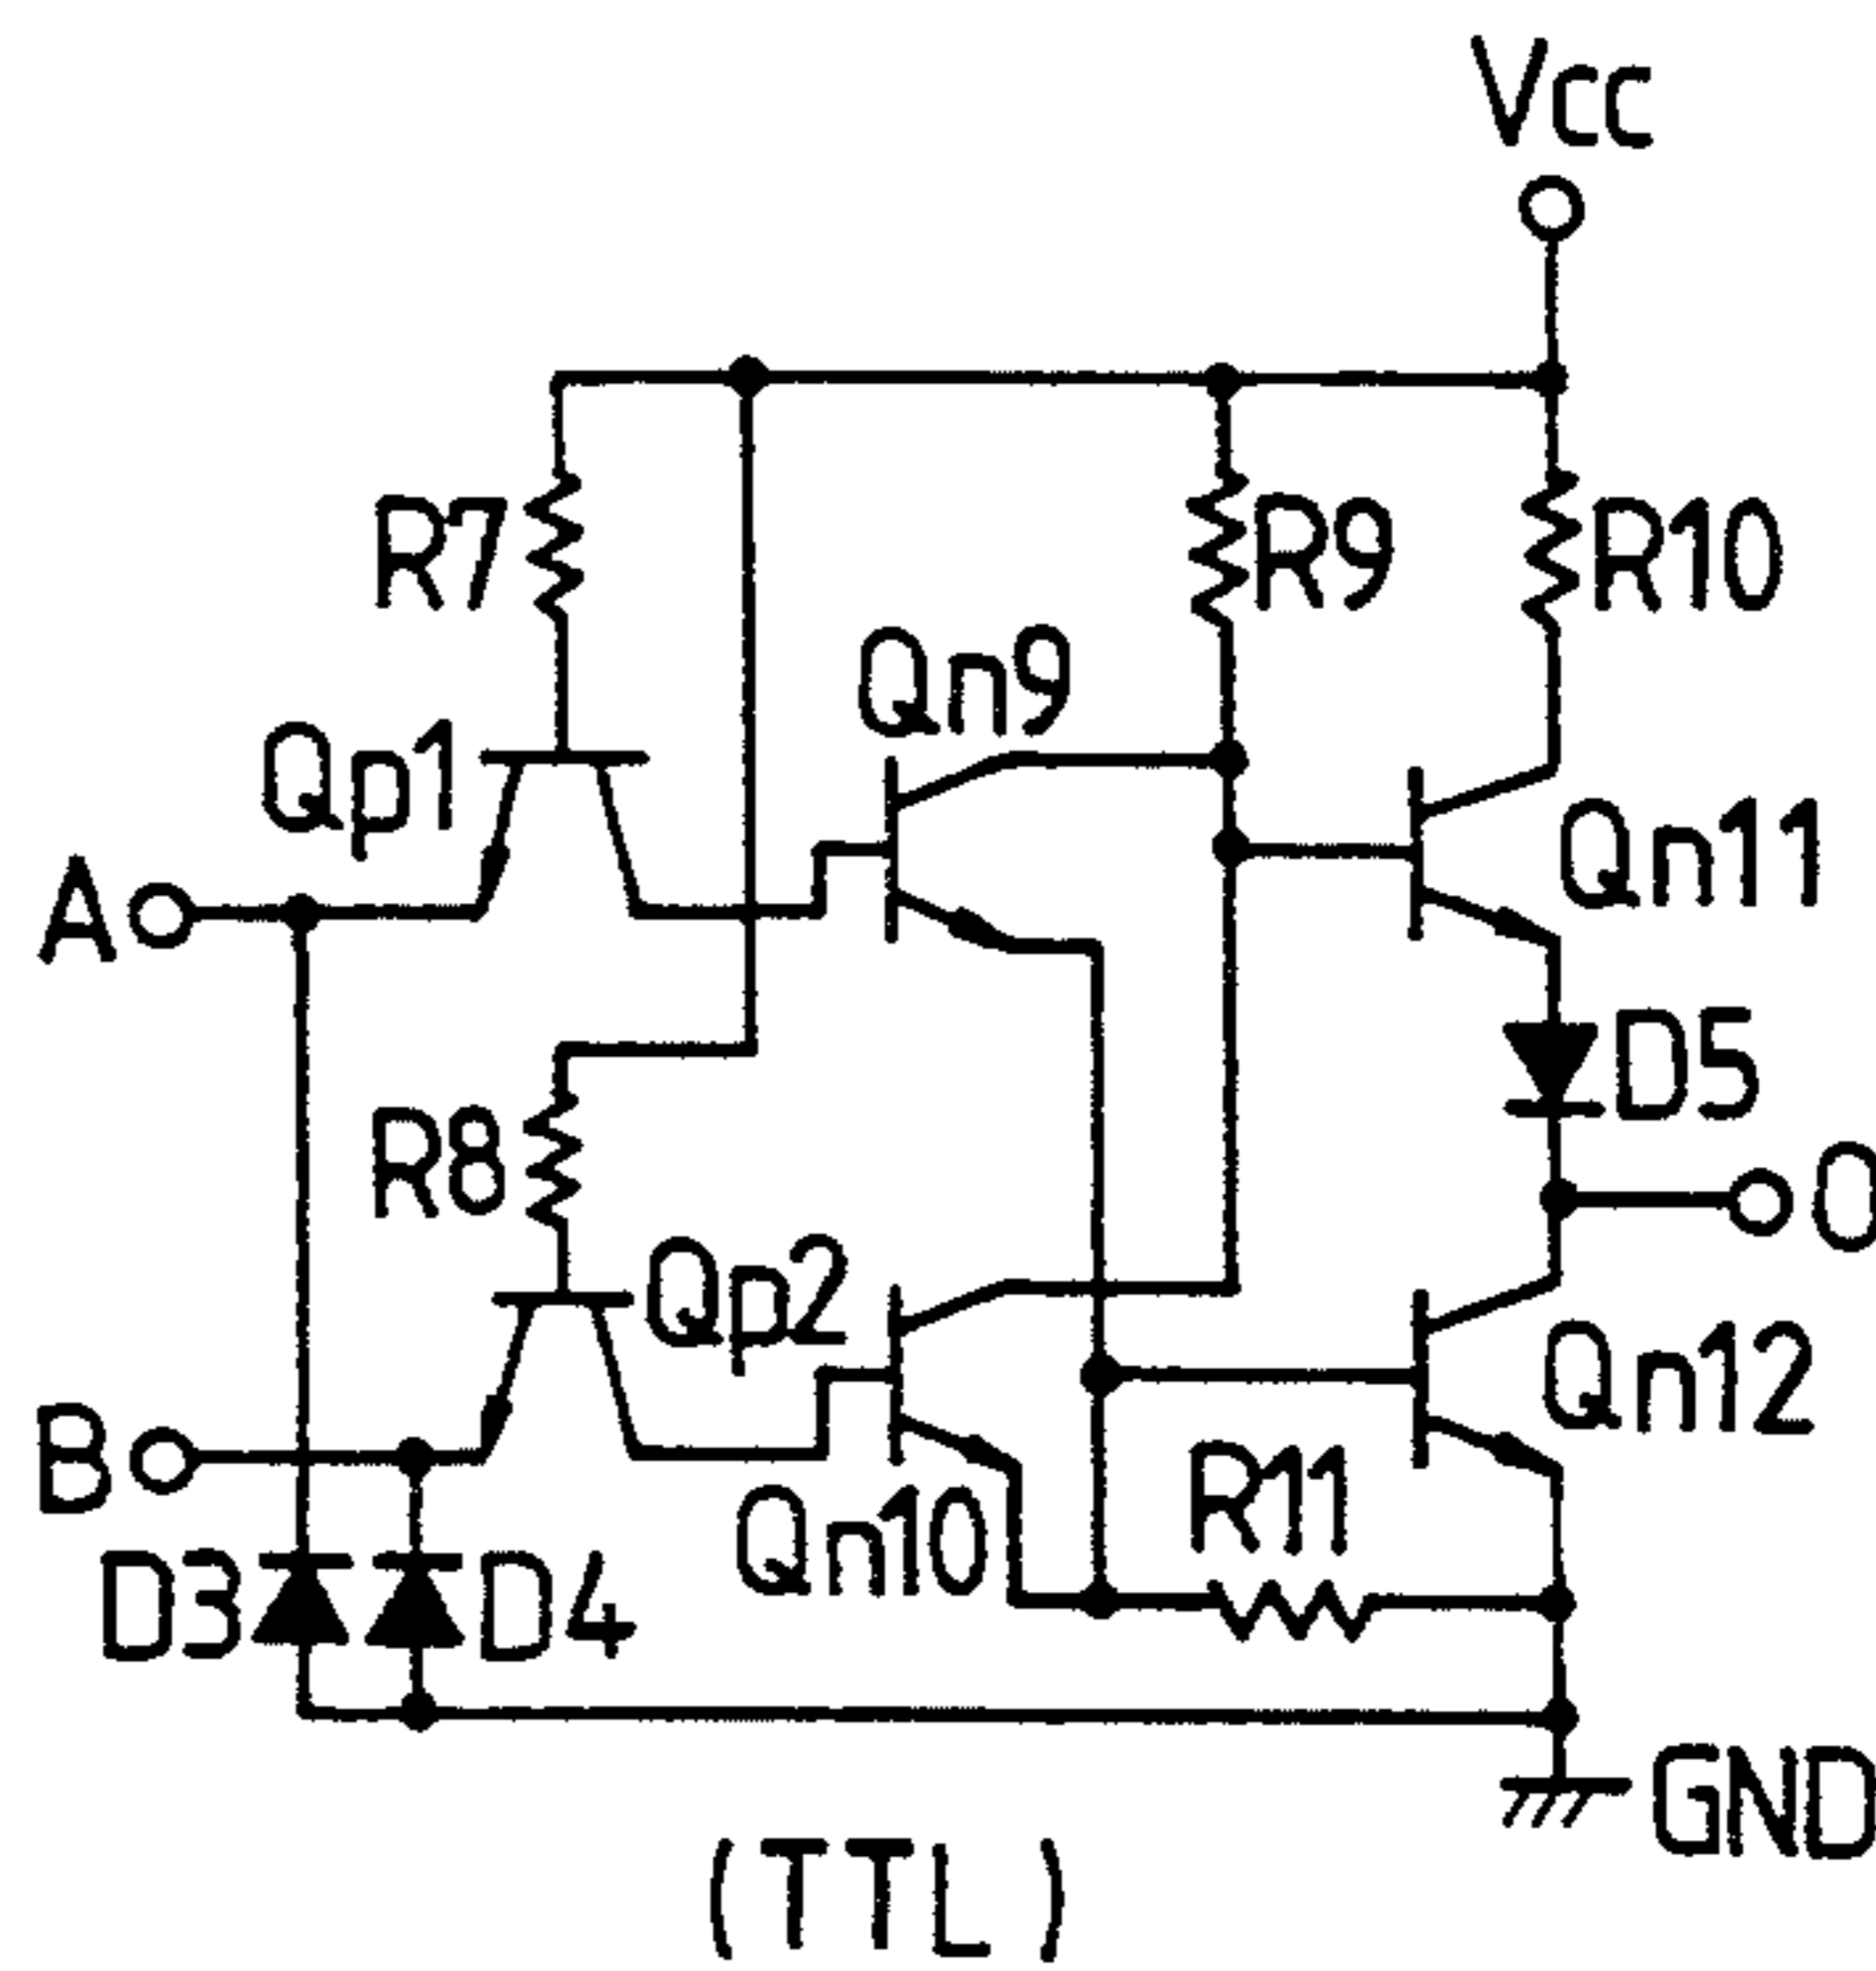 Vcc
R7
R9
R10
Qn9
Qp1
Qn11
A
D5
R8
O
Qp2
Qn12
B
R11
Qn10
D3
D4
GND
(TTL)